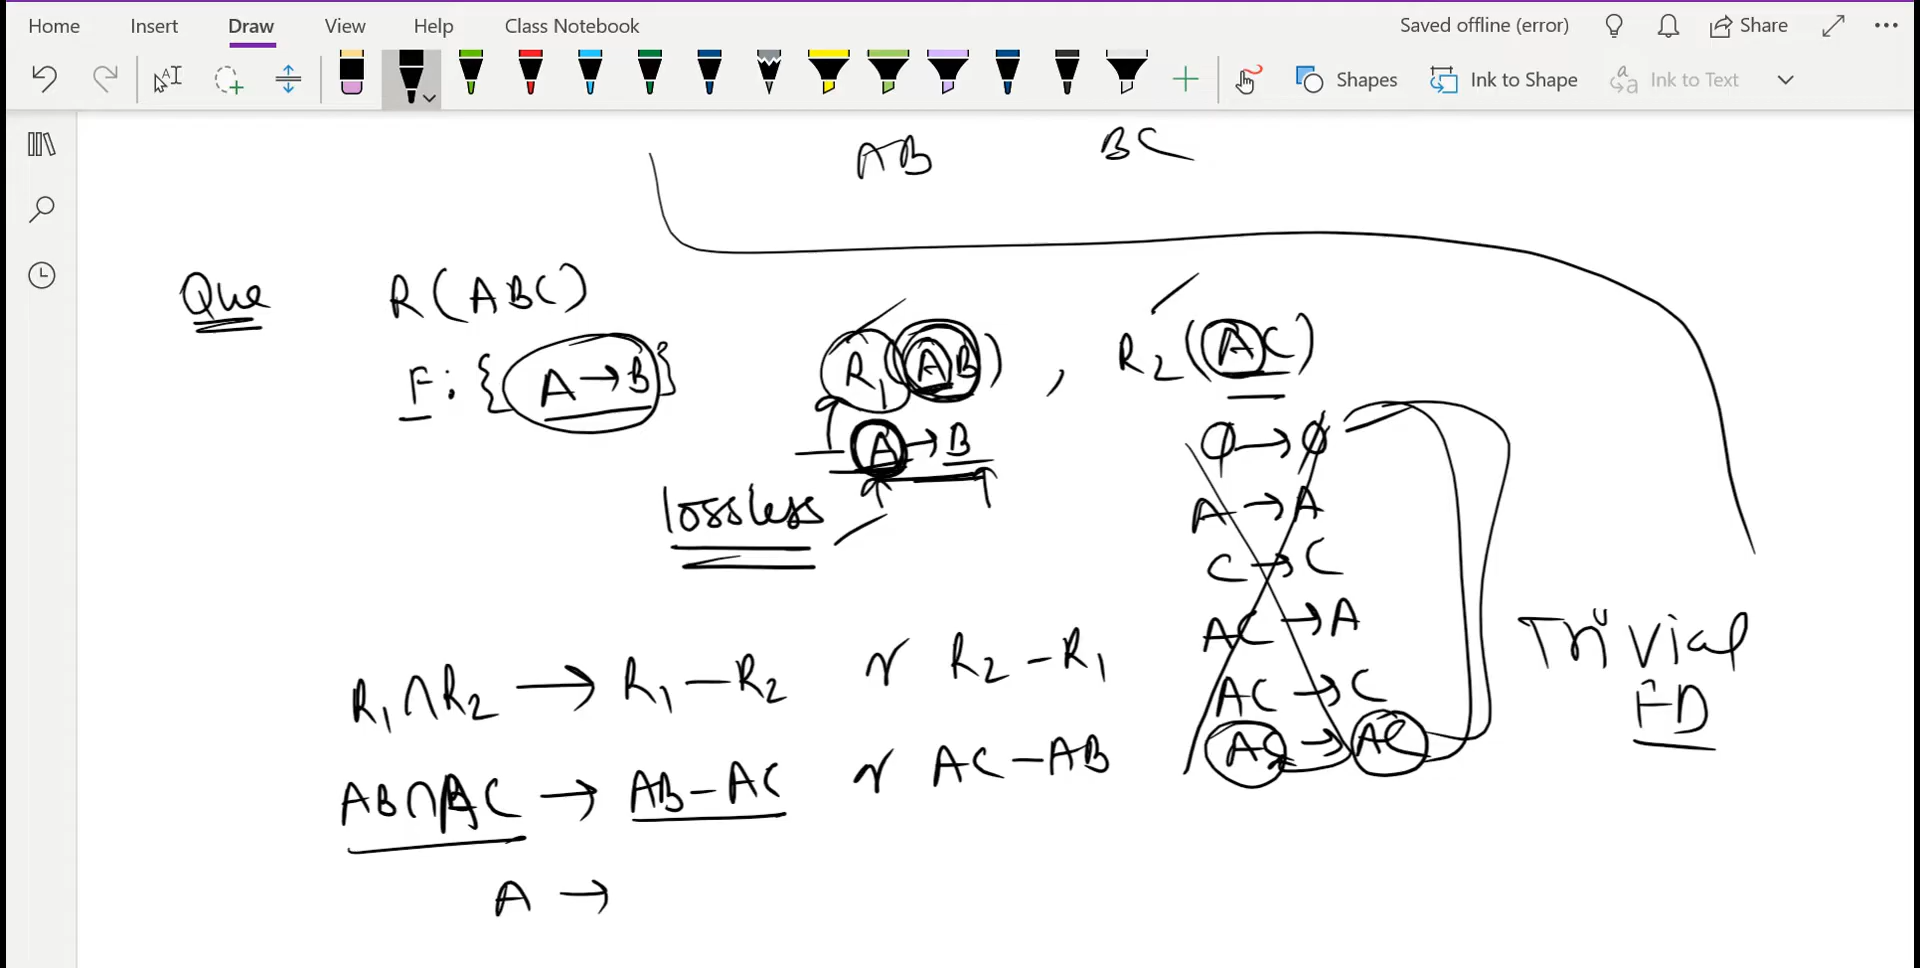 Home Insert Draw View Help Class Notebook Saved offline (error) Share
Shapes Ink to Shape Ink to Text
AB BC
Que R(ABC)
F: {A→B} R₁(AB), R₂(AC)
A→B
lossless
φ→φ
A→A
C→C
AC→A
AC→C
AC→AC
Trivial
FD
R₁∩R₂ → R₁-R₂ r R₂-R₁
AB∩AC → AB-AC r AC-AB
A →